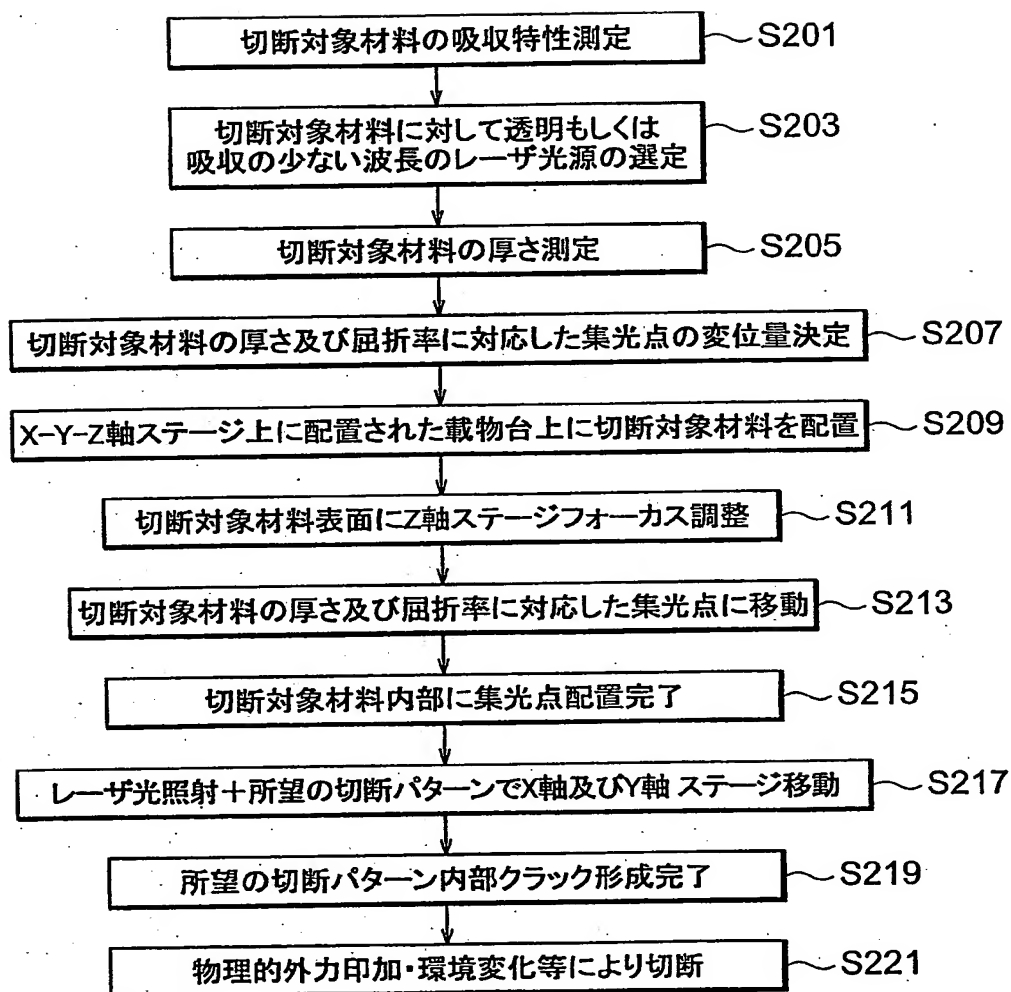 切断対象材料の吸収特性測定 S201
切断対象材料に対して透明もしくは
吸収の少ない波長のレーザ光源の選定 S203
切断対象材料の厚さ測定 S205
切断対象材料の厚さ及び屈折率に対応した集光点の変位量決定 S207
X-Y-Z軸ステージ上に配置された載物台上に切断対象材料を配置 S209
切断対象材料表面にZ軸ステージフォーカス調整 S211
切断対象材料の厚さ及び屈折率に対応した集光点に移動 S213
切断対象材料内部に集光点配置完了 S215
レーザ光照射+所望の切断パターンでX軸及びY軸 ステージ移動 S217
所望の切断パターン内部クラック形成完了 S219
物理的外力印加・環境変化等により切断 S221